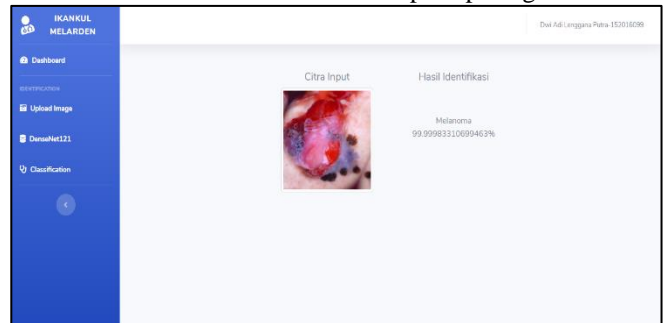 IKANKUL
MELARDEN
Dwi Adi Langgana Putra-152016099
Dashboard
IDENTIFICATION
Upload Image
DenseNet121
Classification
Citra Input
Hasil Identifikasi
Melanoma
99.99983310699463%